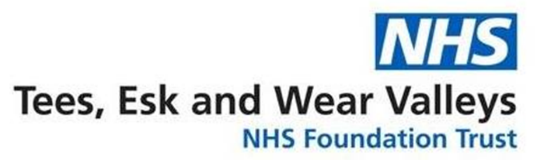 NHS
Tees, Esk and Wear Valleys
NHS Foundation Trust